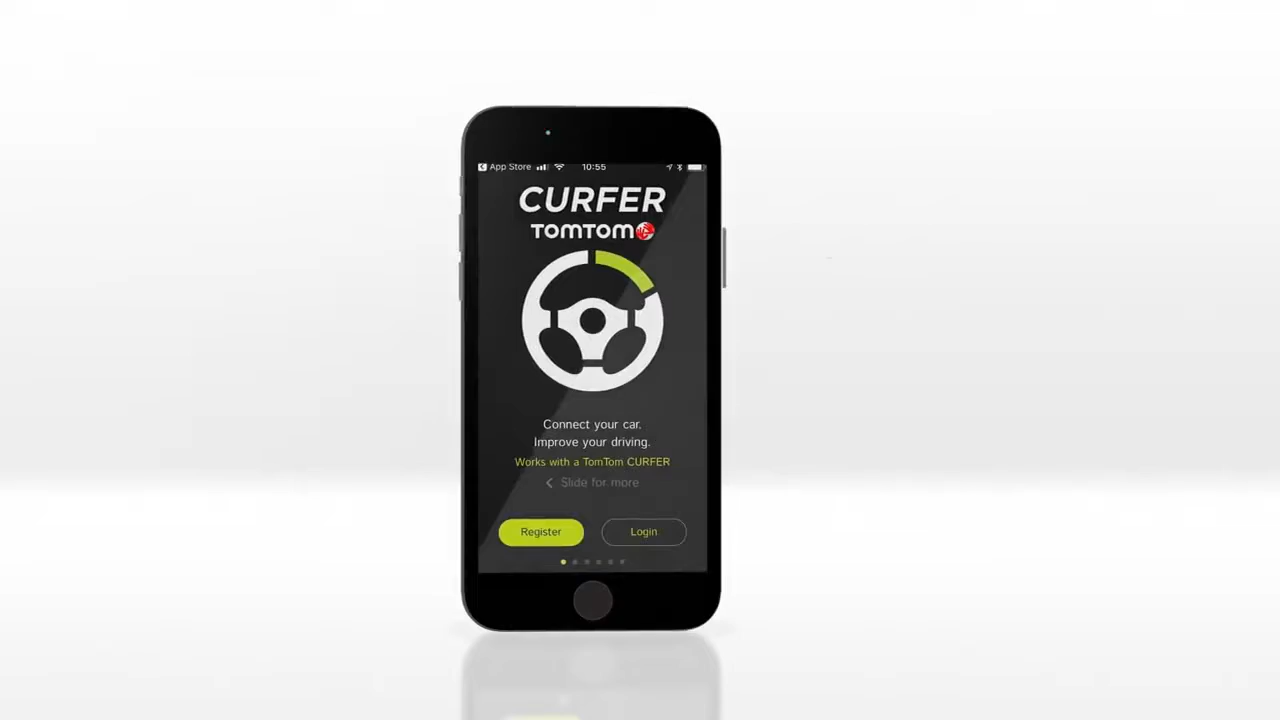 App Store 10:55
CURFER
TOMTOM
Connect your car.
Improve your driving.
Works with a TomTom CURFER
Slide for more
Register Login